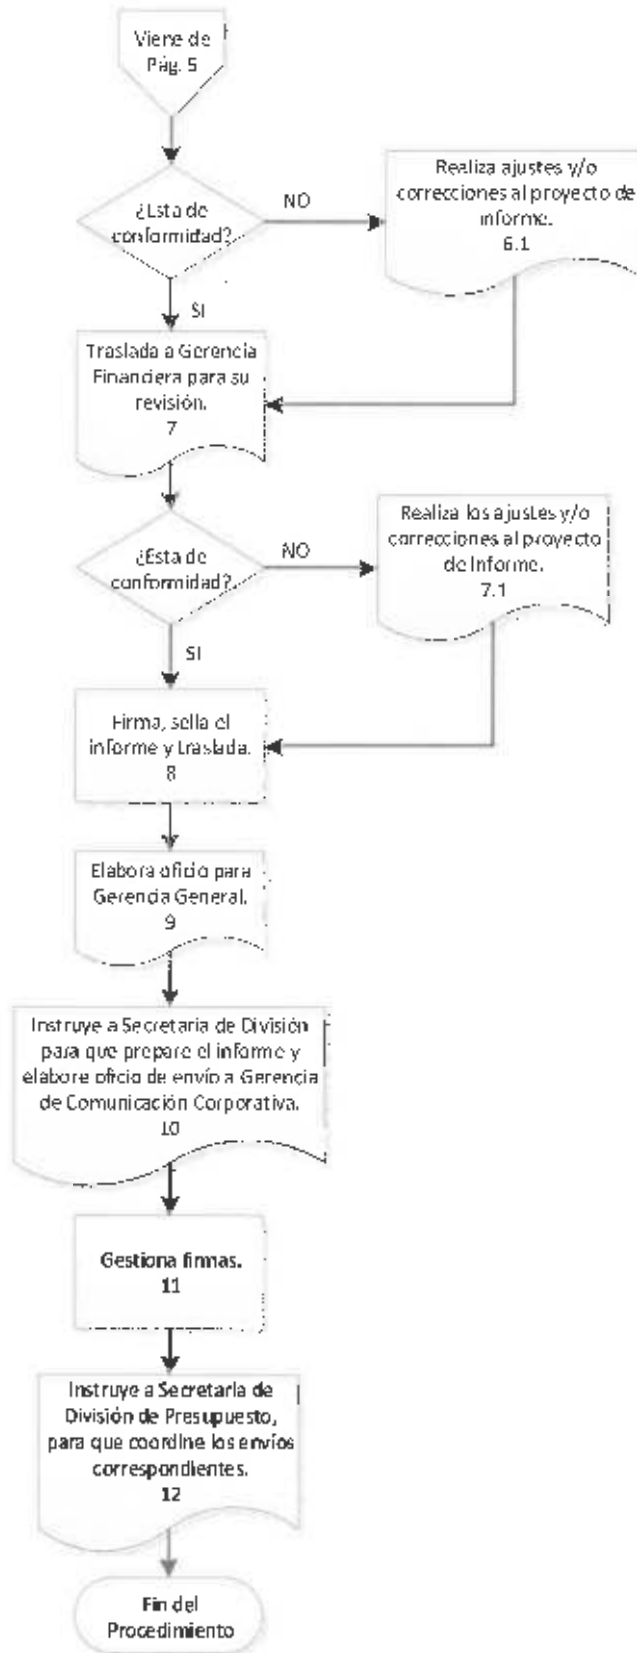 Viene de
Pág. 5
¿Esta de
conformidad?
NO
Realiza ajustes y/o
correcciones al proyecto de
informe.
6.1
SI
Traslada a Gerencia
Financiera para su
revisión.
7
¿Esta de
conformidad?
NO
Realiza los ajustes y/o
correcciones al proyecto
de Informe.
7.1
SI
Firma, sella el
informe y traslada.
8
Elabora oficio para
Gerencia General.
9
Instruye a Secretaria de División
para que prepare el informe y
elabore oficio de envío a Gerencia
de Comunicación Corporativa.
10
Gestiona firmas.
11
Instruye a Secretaria de
División de Presupuesto,
para que coordine los envíos
correspondientes.
12
Fin del
Procedimiento